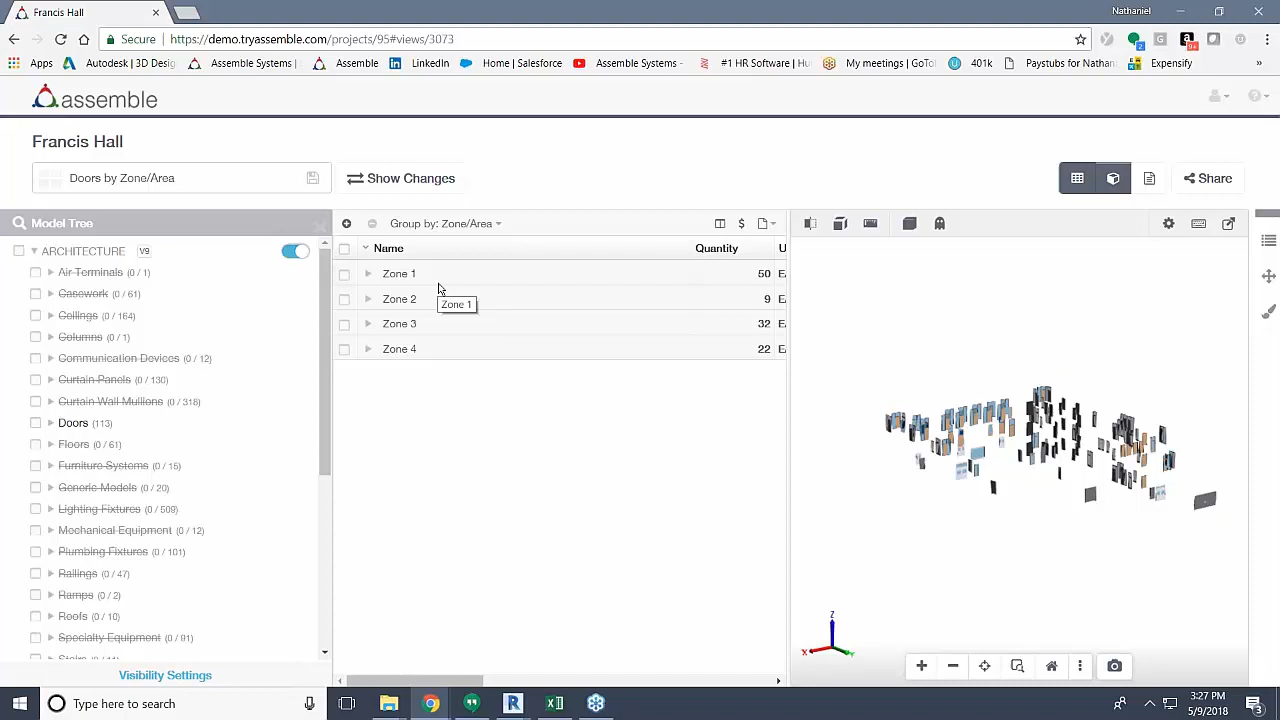 Francis Hall
Nathaniel
Secure
https://demo.tryassemble.com/projects/95#views/3073
2
9+
Apps
Autodesk | 3D Desig
Assemble Systems |
Assemble
LinkedIn
Home | Salesforce
Assemble Systems -
#1 HR Software | Hu
My meetings | GoTo
401k
Paystubs for Nathan
Expensify
»
assemble
Francis Hall
Doors by Zone/Area
Show Changes
Share
Model Tree
Group by: Zone/Area
$
ARCHITECTURE V9
Air Terminals (0 / 1)
Casework (0 / 61)
Ceilings (0 / 164)
Columns (0 / 1)
Communication Devices (0 / 12)
Curtain Panels (0 / 130)
Curtain Wall Mullions (0 / 318)
Doors (113)
Floors (0 / 61)
Furniture Systems (0 / 15)
Generic Models (0 / 20)
Lighting Fixtures (0 / 509)
Mechanical Equipment (0 / 12)
Plumbing Fixtures (0 / 101)
Railings (0 / 47)
Ramps (0 / 2)
Roofs (0 / 10)
Specialty Equipment (0 / 91)
Visibility Settings
Name Quantity U
Zone 1 50 E
Zone 2 9 E
Zone 1
Zone 3 32 E
Zone 4 22 E
Z
X
Y
Type here to search
3:27 PM
5/9/2018
3